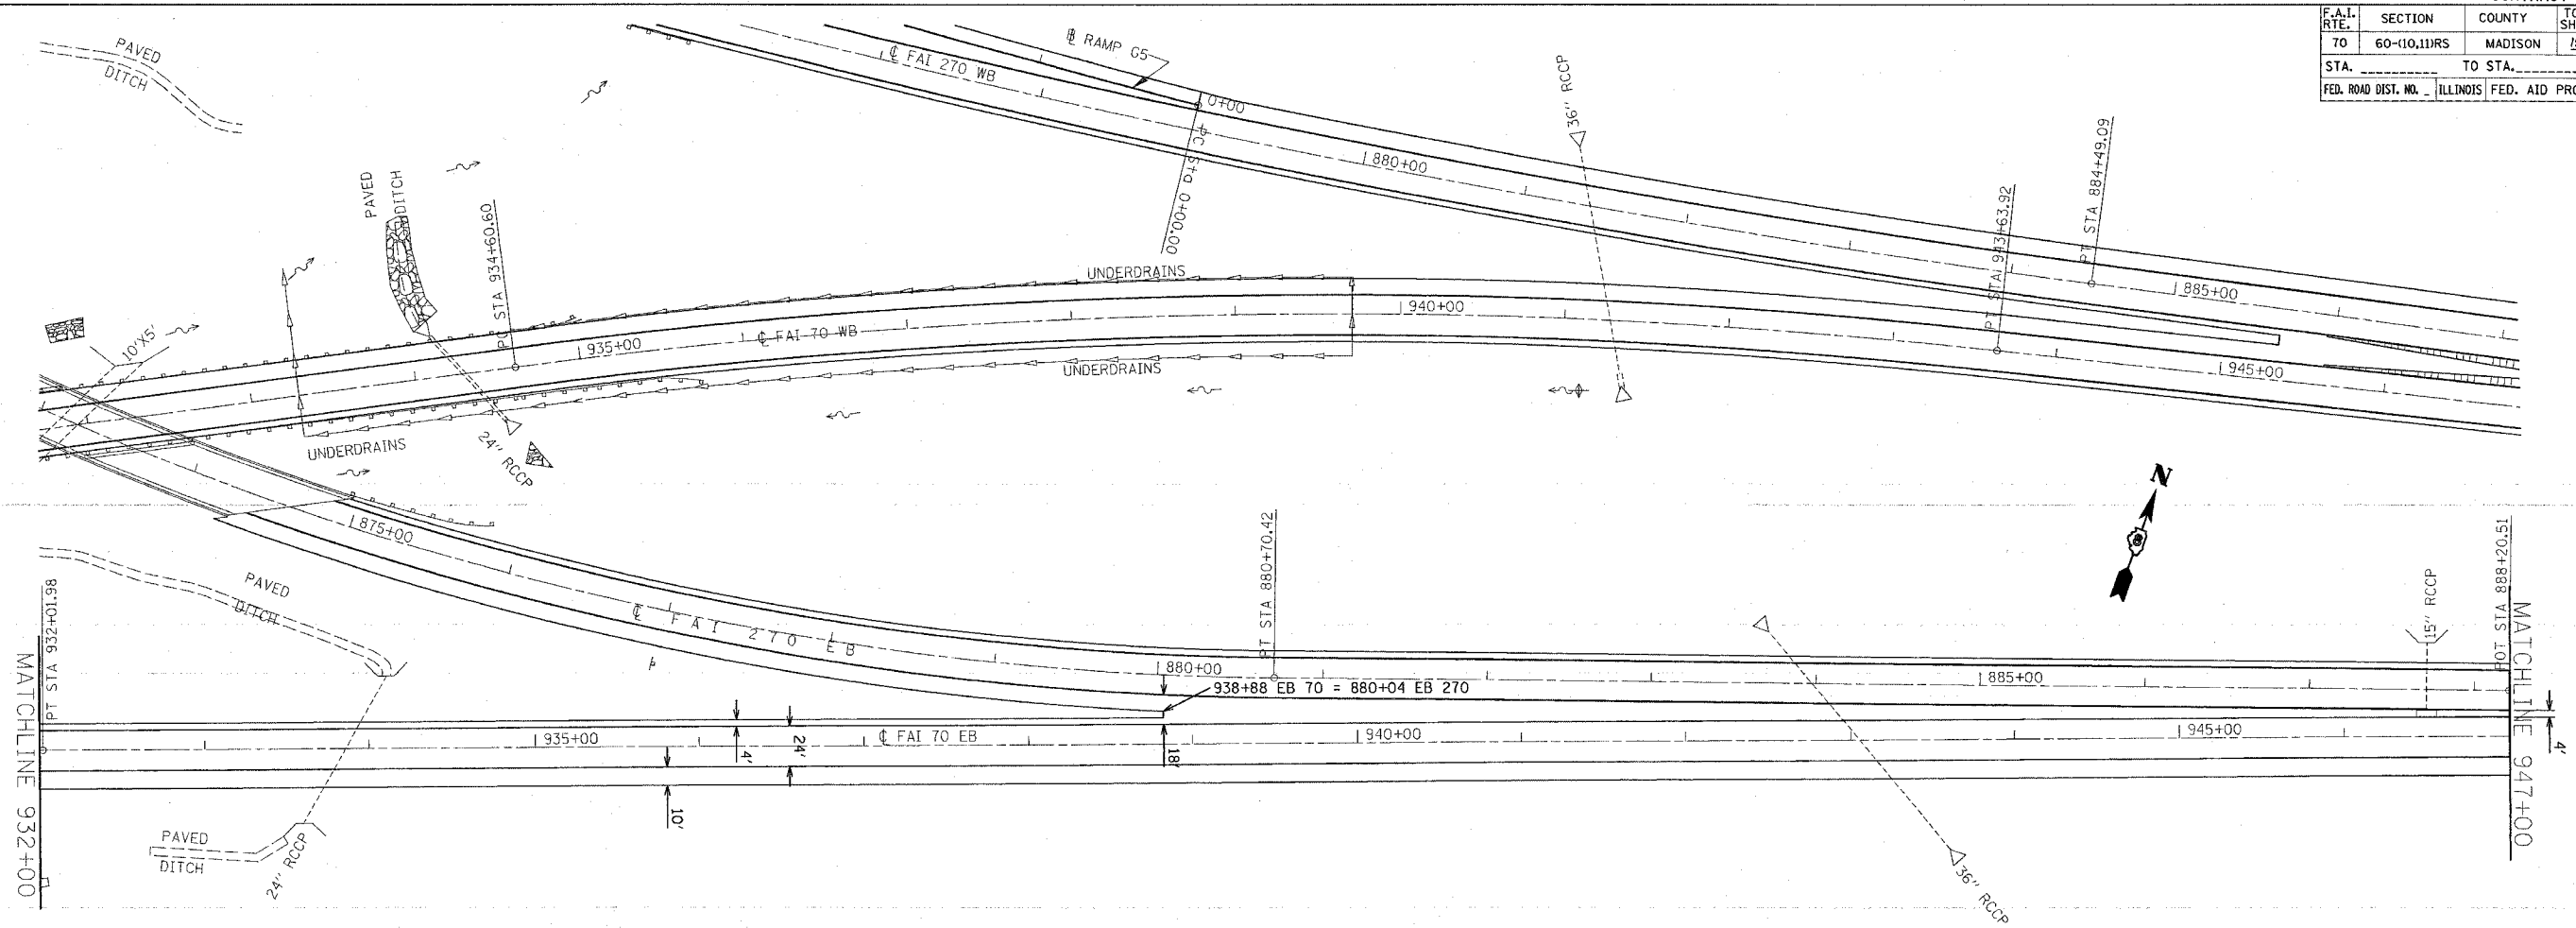 F.A.I. RTE.
SECTION
COUNTY
70
60-(10,11)RS
MADISON
STA. TO STA.
FED. ROAD DIST. NO.
ILLINOIS
FED. AID
PAVED
DITCH
℄ FAI 270 WB
RAMP G5
0+00
PC Sta 0+00.00
880+00
36" RCCP
PT STA 943+63.92
PT STA 884+49.09
885+00
PAVED
DITCH
934+60.60
10'X5'
UNDERDRAINS
935+00
℄ FAI 70 WB
940+00
UNDERDRAINS
945+00
UNDERDRAINS
24" RCCP
N
875+00
PT STA 932+01.98
PAVED
DITCH
℄ FAI 270 EB
880+00
PT STA 880+70.42
938+88 EB 70 = 880+04 EB 270
885+00
15" RCCP
POT STA 888+20.51
MATCHLINE 932+00
935+00
4'
24'
℄ FAI 70 EB
18'
940+00
945+00
4'
MATCHLINE 947+00
10'
PAVED
DITCH
24" RCCP
36" RCCP